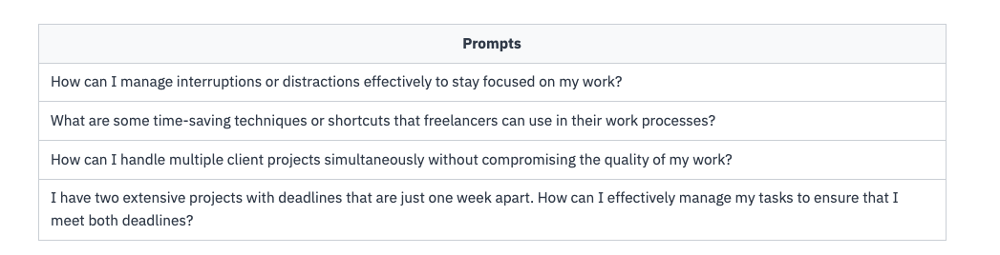 Prompts
How can I manage interruptions or distractions effectively to stay focused on my work?
What are some time-saving techniques or shortcuts that freelancers can use in their work processes?
How can I handle multiple client projects simultaneously without compromising the quality of my work?
I have two extensive projects with deadlines that are just one week apart. How can I effectively manage my tasks to ensure that I
meet both deadlines?